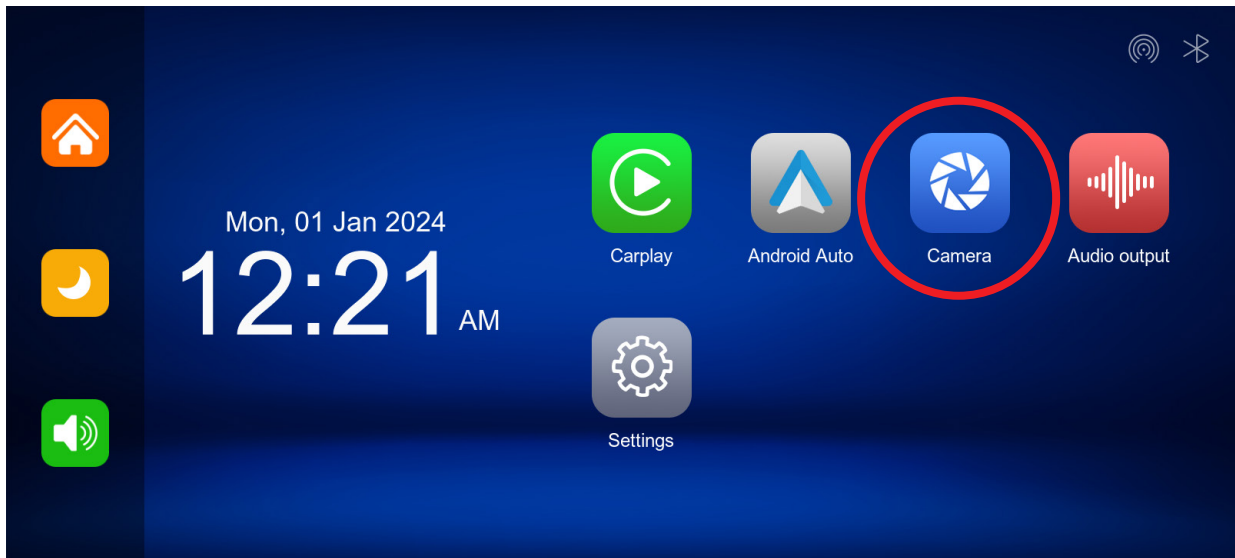 Mon, 01 Jan 2024
12:21 AM
Carplay
Android Auto
Camera
Audio output
Settings